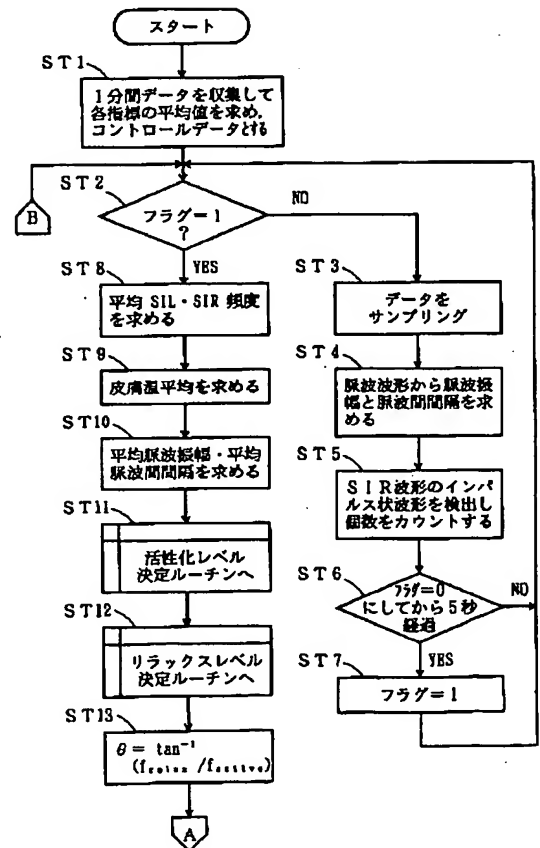 スタート
ST1
1分間データを収集して
各指標の平均値を求め,
コントロールデータとする
B
ST2
フラグ=1
?
NO
YES
ST8
平均 SIL・SIR 頻度
を求める
ST9
皮膚温平均を求める
ST10
平均脈波振幅・平均
脈波間間隔を求める
ST11
活性化レベル
決定ルーチンへ
ST12
リラックスレベル
決定ルーチンへ
ST13
θ = tan⁻¹
(f relax /f active)
A
ST3
データを
サンプリング
ST4
脈波波形から脈波振
幅と脈波間間隔を求
める
ST5
SIR波形のインパ
ルス状波形を検出し
個数をカウントする
ST6
フラグ=0
にしてから5秒
経過
NO
YES
ST7
フラグ=1